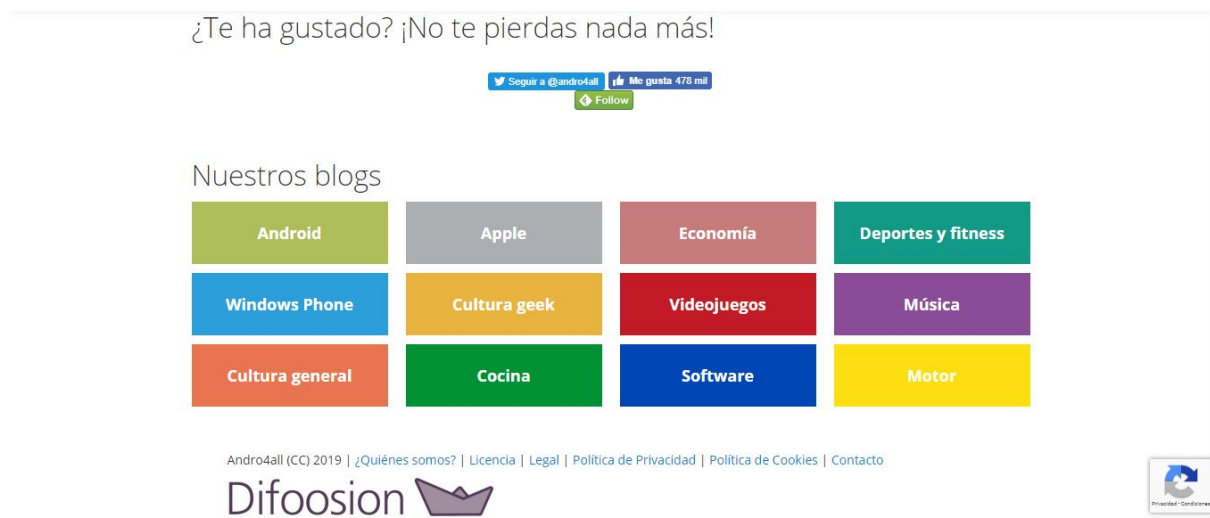 ¿Te ha gustado? ¡No te pierdas nada más!
Seguir a @andro4all Me gusta 478 mil
Follow
Nuestros blogs
Android Apple Economía Deportes y fitness
Windows Phone Cultura geek Videojuegos Música
Cultura general Cocina Software Motor
Andro4all (CC) 2019 | ¿Quiénes somos? | Licencia | Legal | Política de Privacidad | Política de Cookies | Contacto
Difoosion
Privacidad - Condiciones